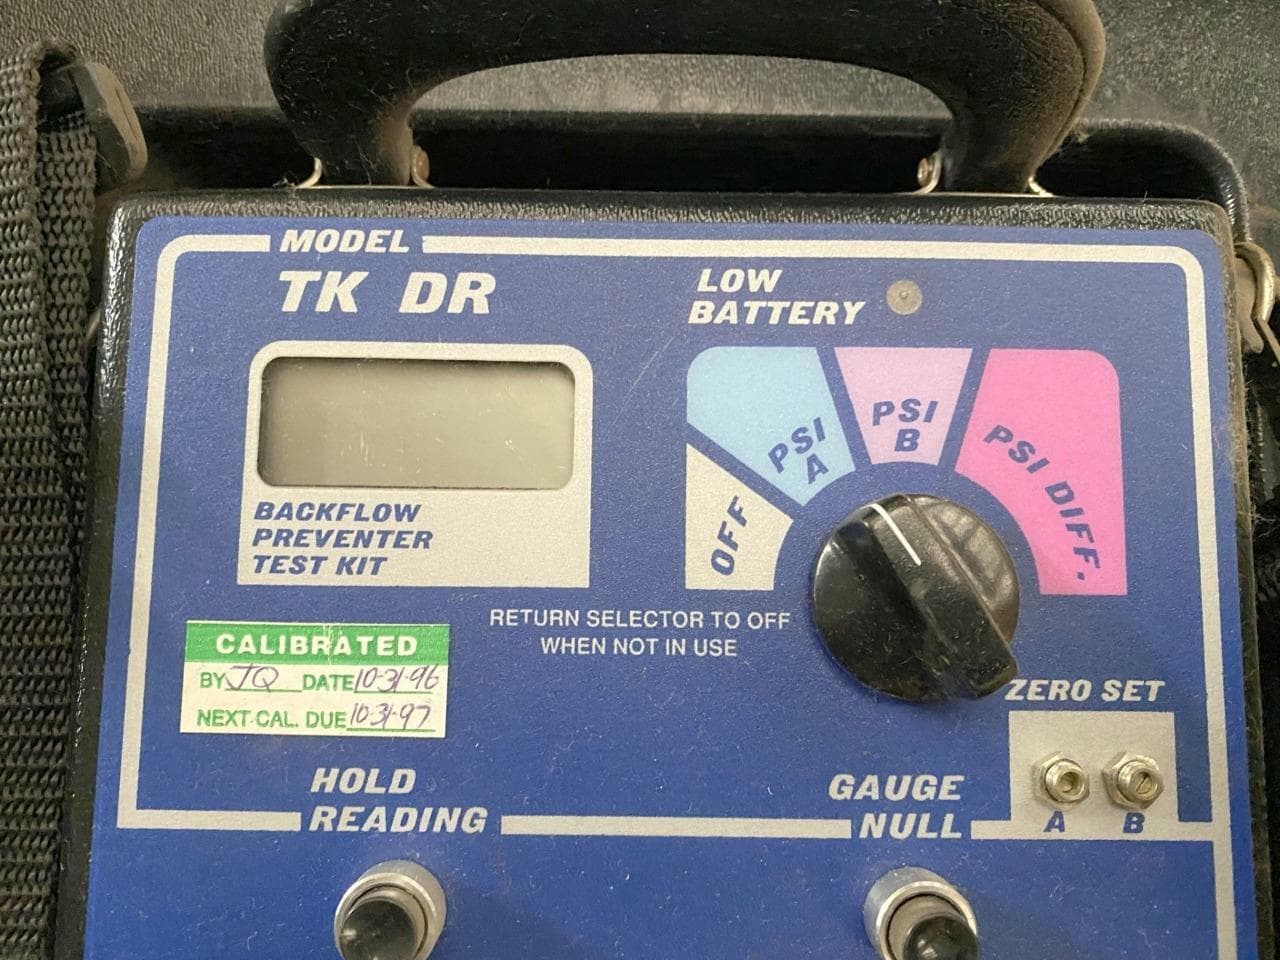 MODEL
TK DR
LOW
BATTERY
OFF
PSI
A
PSI
B
PSI DIFF.
BACKFLOW
PREVENTER
TEST KIT
RETURN SELECTOR TO OFF
WHEN NOT IN USE
CALIBRATED
BY JQ DATE 10-31-96
NEXT CAL. DUE 10-31-97
ZERO SET
A B
HOLD
READING
GAUGE
NULL